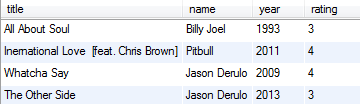 title name year rating
All About Soul Billy Joel 1993 3
Inernational Love [feat. Chris Brown] Pitbull 2011 4
Whatcha Say Jason Derulo 2009 4
The Other Side Jason Derulo 2013 3